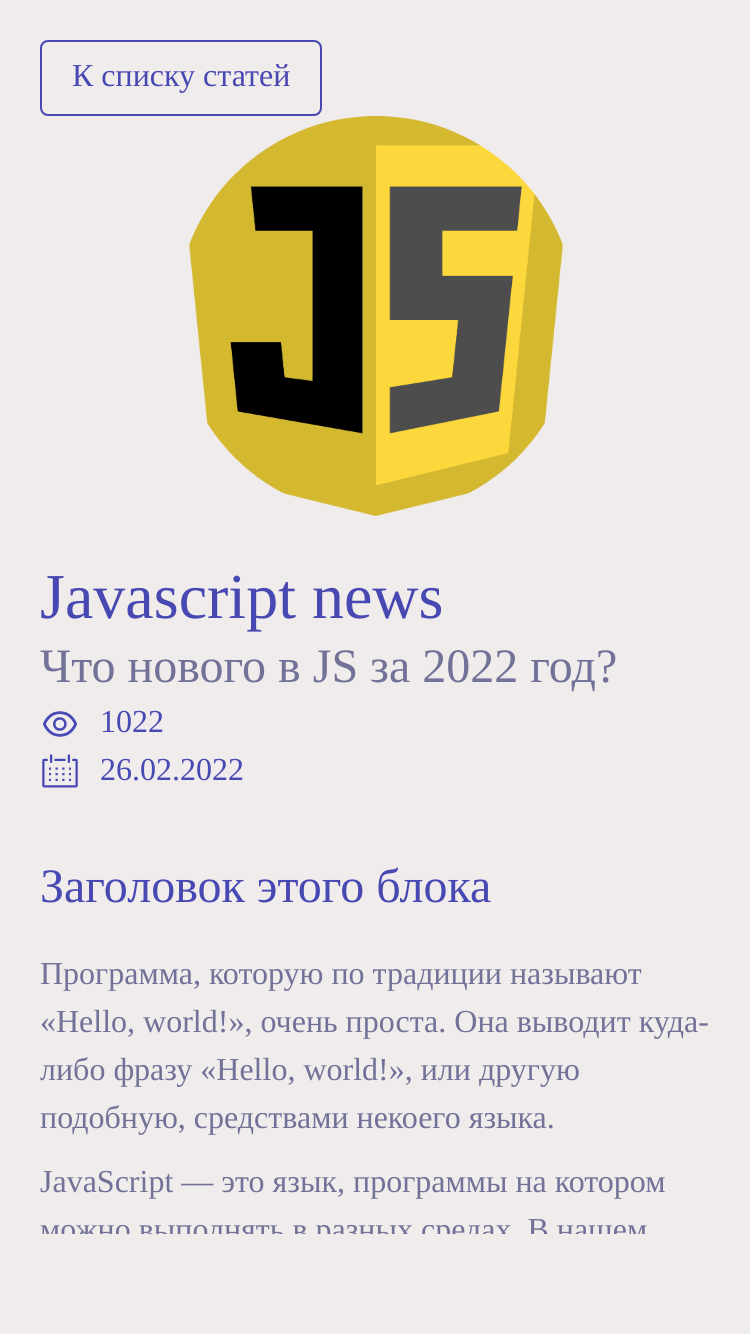 К списку статей
JS
Javascript news
Что нового в JS за 2022 год?
1022
26.02.2022
Заголовок этого блока
Программа, которую по традиции называют
«Hello, world!», очень проста. Она выводит куда-
либо фразу «Hello, world!», или другую
подобную, средствами некоего языка.
JavaScript — это язык, программы на котором
можно выполнять в разных средах. В нашем